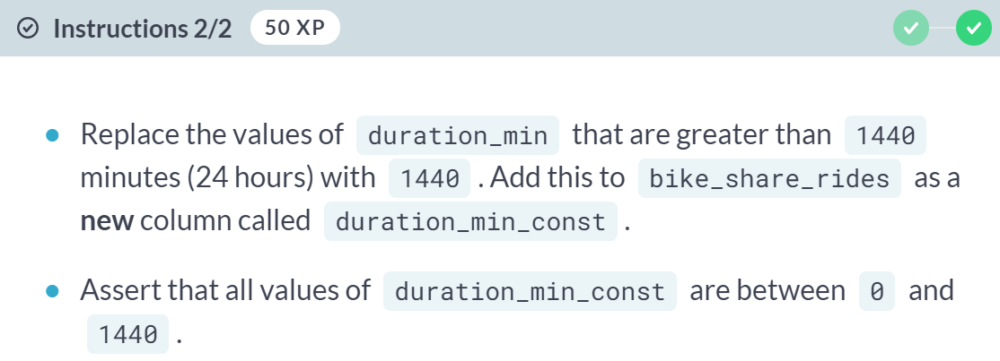 Instructions 2/2 50 XP
Replace the values of duration_min that are greater than 1440
minutes (24 hours) with 1440 . Add this to bike_share_rides as a
new column called duration_min_const .
Assert that all values of duration_min_const are between 0 and
1440 .